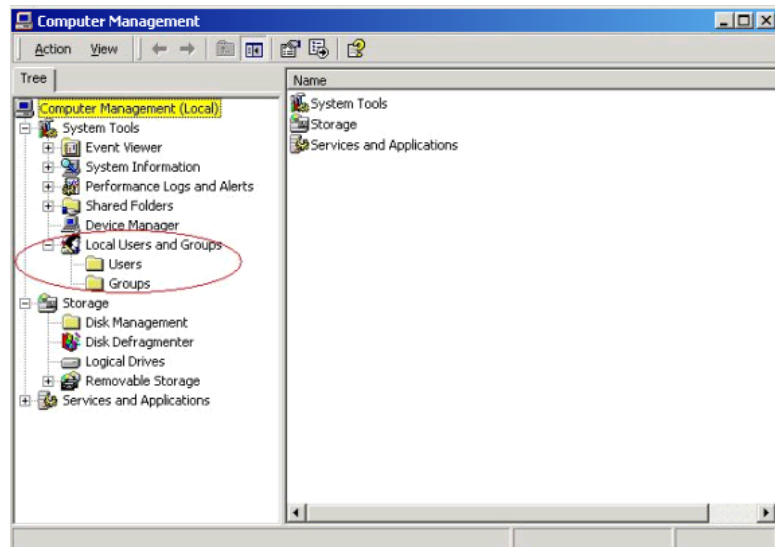 Computer Management
Action View
Tree
Name
Computer Management (Local)
System Tools
Event Viewer
System Information
Performance Logs and Alerts
Shared Folders
Device Manager
Local Users and Groups
Users
Groups
Storage
Disk Management
Disk Defragmenter
Logical Drives
Removable Storage
Services and Applications
System Tools
Storage
Services and Applications